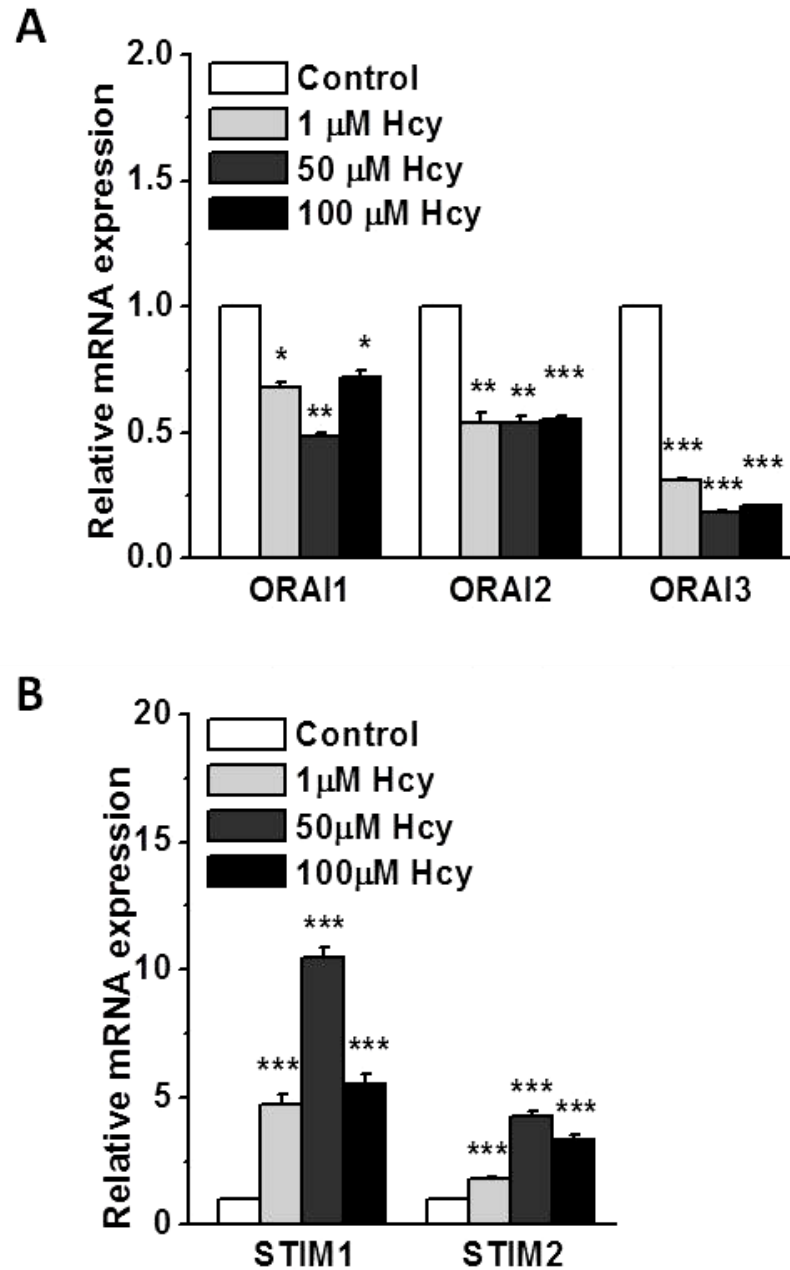 A
2.0
1.5
1.0
0.5
0.0
Relative mRNA expression
Control
1 µM Hcy
50 µM Hcy
100 µM Hcy
* ** *
** ** ***
*** *** ***
ORAI1 ORAI2 ORAI3
B
20
15
10
5
0
Relative mRNA expression
Control
1µM Hcy
50µM Hcy
100µM Hcy
*** *** ***
*** *** ***
STIM1 STIM2